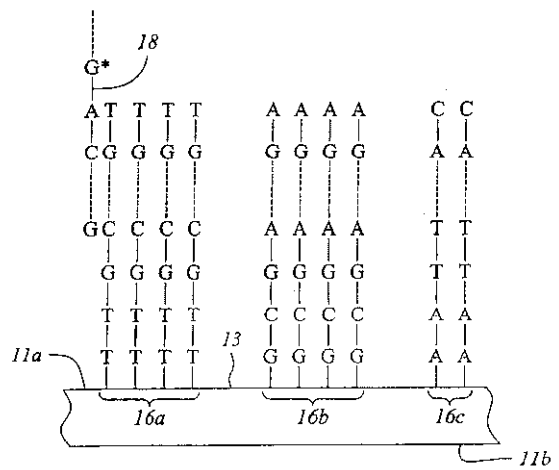 18
G*
A T T T T A A A A C C
C G G G G G G G G A A
G C C C C A A A A T T
G G G G G G G G T T
T T T T C C C C A A
T T T T G G G G A A
11a 13
16a 16b 16c
11b